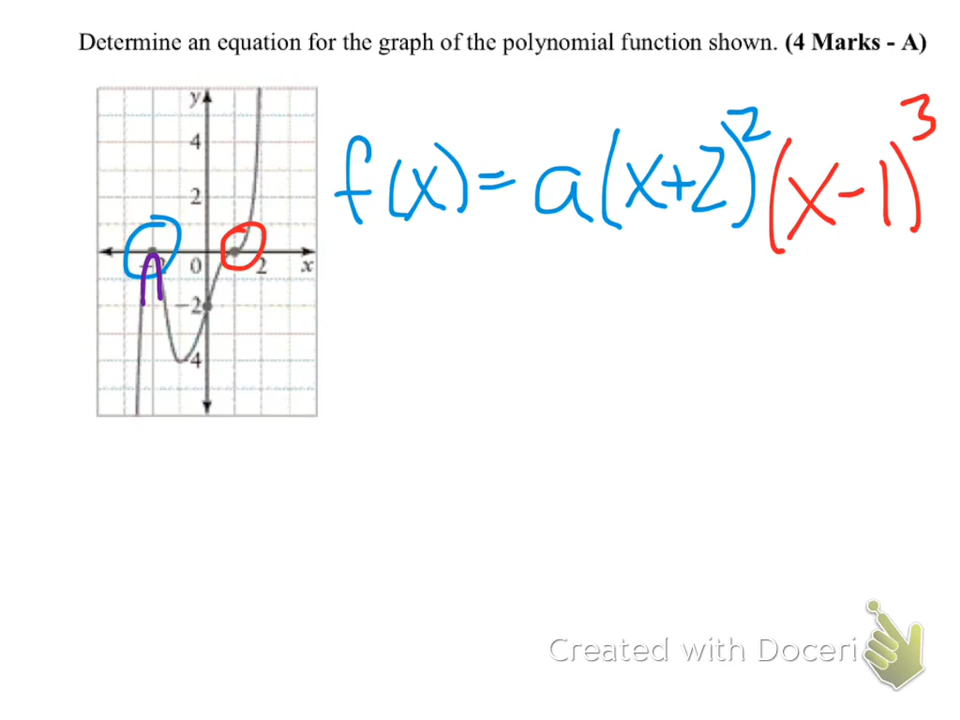 Determine an equation for the graph of the polynomial function shown. (4 Marks - A)
f(x) = a(x+2)²(x-1)³
y
4
2
0
2
x
-2
-4
Created with Doceri